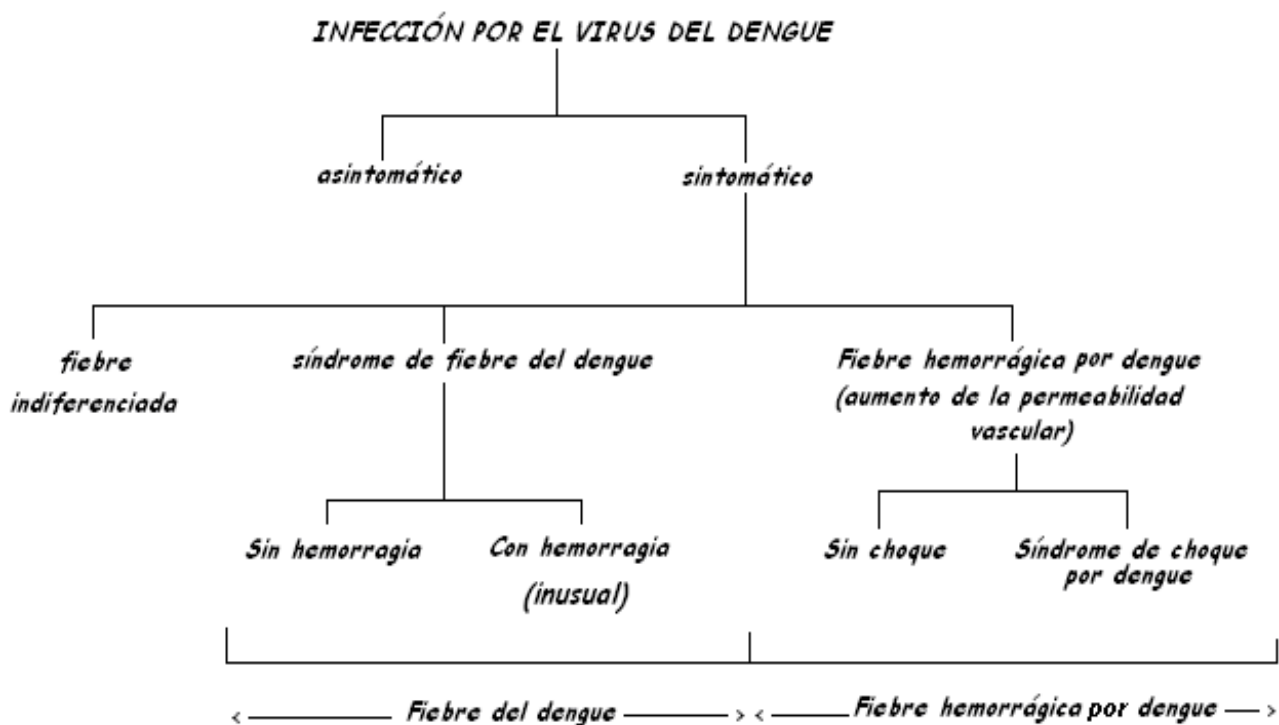 INFECCIÓN POR EL VIRUS DEL DENGUE
asintomático
sintomático
fiebre
indiferenciada
síndrome de fiebre del dengue
Fiebre hemorrágica por dengue
(aumento de la permeabilidad
vascular)
Sin hemorragia
Con hemorragia
(inusual)
Sin choque
Síndrome de choque
por dengue
Fiebre del dengue
Fiebre hemorrágica por dengue